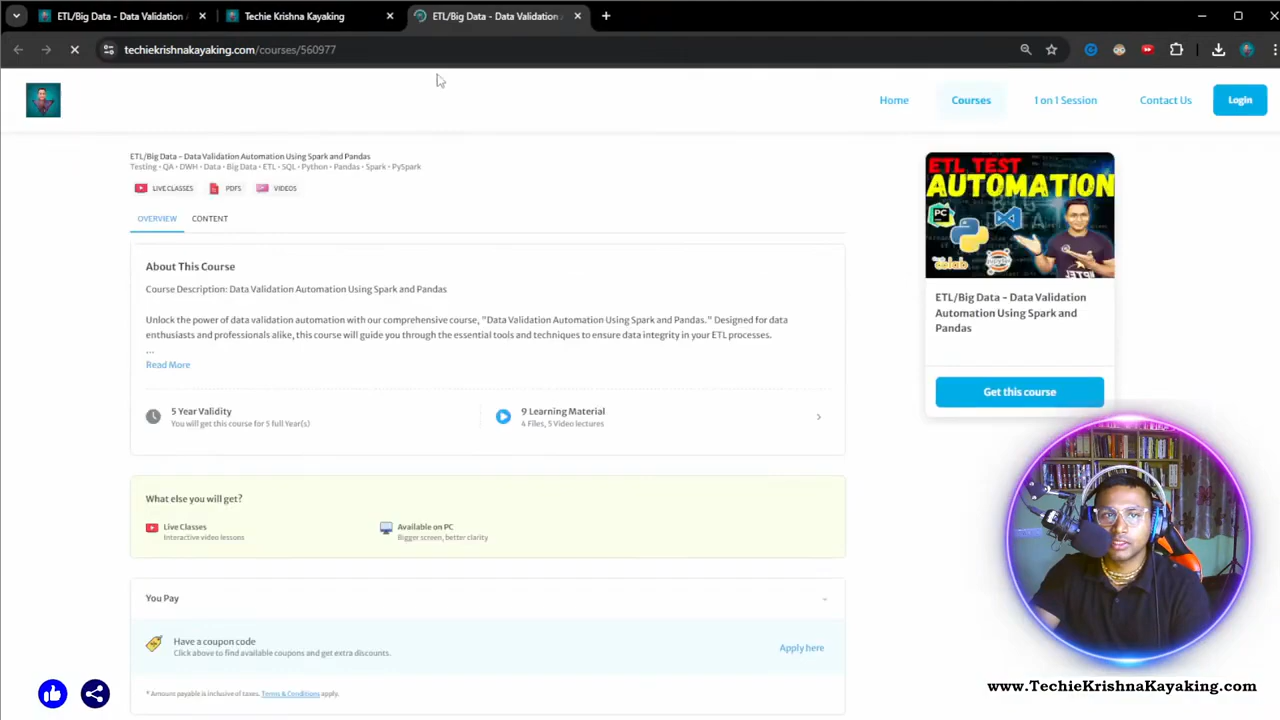 ETL/Big Data - Data Validation
Techie Krishna Kayaking
ETL/Big Data - Data Validation
techiekrishnakayaking.com/courses/560977
Home
Courses
1 on 1 Session
Contact Us
Login
ETL/Big Data - Data Validation Automation Using Spark and Pandas
Testing • QA • DWH • Data • Big Data • ETL • SQL • Python • Pandas • Spark • PySpark
LIVE CLASSES
PDFS
VIDEOS
OVERVIEW
CONTENT
About This Course
Course Description: Data Validation Automation Using Spark and Pandas
Unlock the power of data validation automation with our comprehensive course, "Data Validation Automation Using Spark and Pandas." Designed for data
enthusiasts and professionals alike, this course will guide you through the essential tools and techniques to ensure data integrity in your ETL processes.
...
Read More
5 Year Validity
You will get this course for 5 full Year(s)
9 Learning Material
4 Files, 5 Video lectures
What else you will get?
Live Classes
Interactive video lessons
Available on PC
Bigger screen, better clarity
You Pay
Have a coupon code
Click above to find available coupons and get extra discounts.
Apply here
* Amount payable is inclusive of taxes. Terms & Conditions apply.
ETL TEST
AUTOMATION
PC
colab
jupyter
ETL/Big Data - Data Validation
Automation Using Spark and
Pandas
Get this course
www.TechieKrishnaKayaking.com